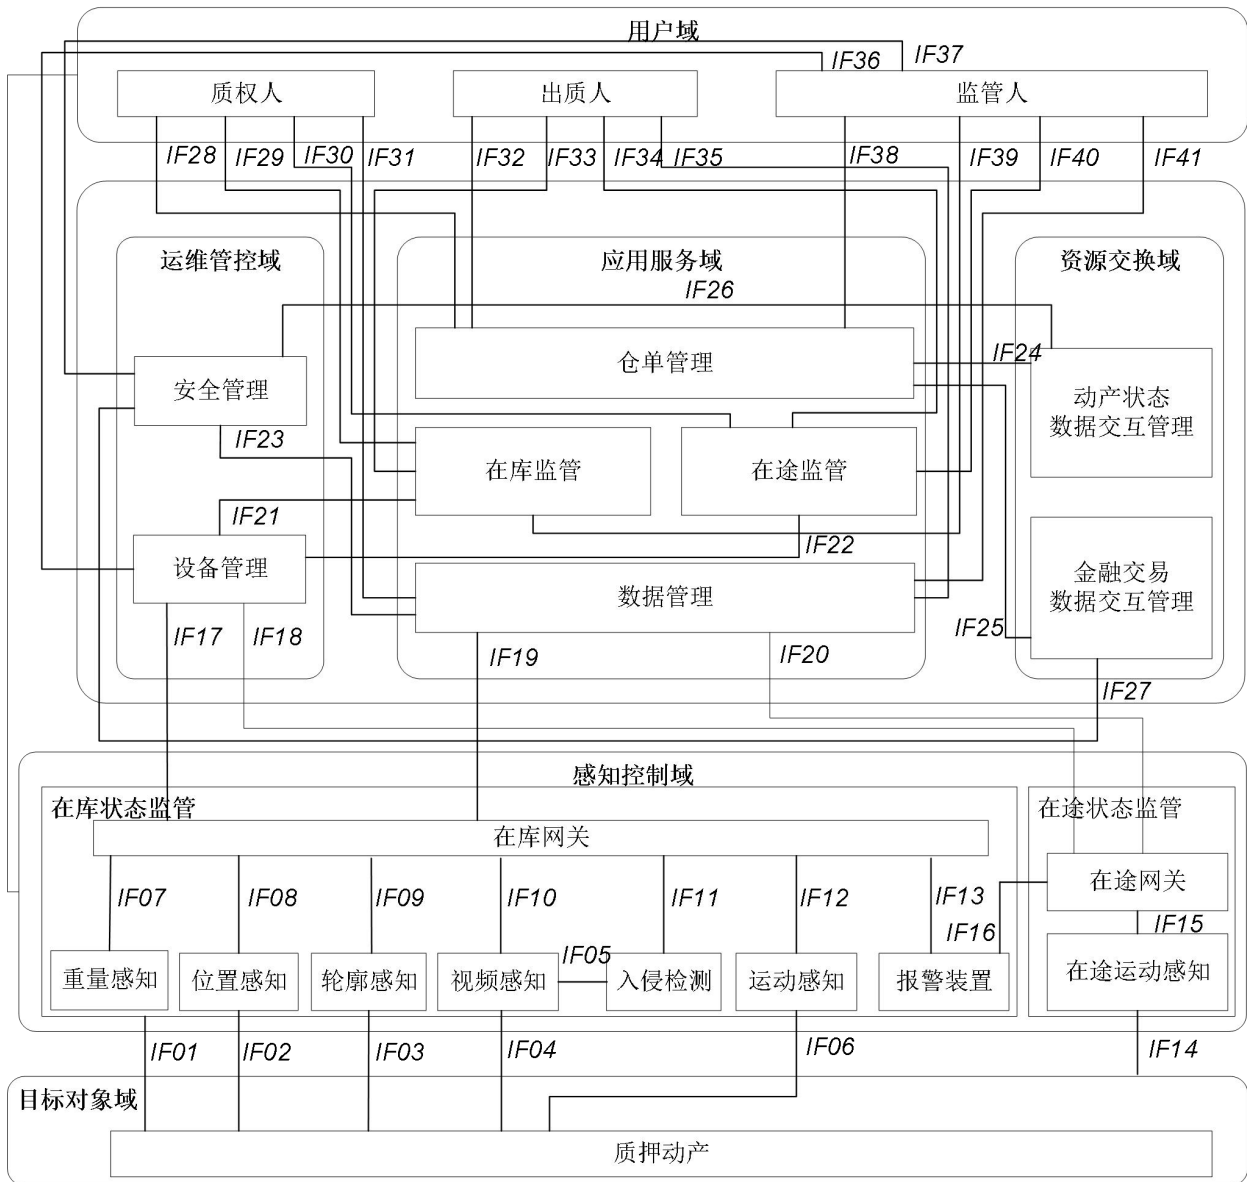 用户域
IF36
IF37
质权人
出质人
监管人
IF28
IF29
IF30
IF31
IF32
IF33
IF34
IF35
IF38
IF39
IF40
IF41
运维管控域
应用服务域
资源交换域
IF26
仓单管理
IF24
安全管理
动产状态
数据交互管理
IF23
在库监管
在途监管
IF21
IF22
设备管理
数据管理
金融交易
数据交互管理
IF17
IF18
IF19
IF20
IF25
IF27
感知控制域
在库状态监管
在途状态监管
在库网关
在途网关
IF07
IF08
IF09
IF10
IF11
IF12
IF13
IF16
IF15
IF05
重量感知
位置感知
轮廓感知
视频感知
入侵检测
运动感知
报警装置
在途运动感知
IF01
IF02
IF03
IF04
IF06
IF14
目标对象域
质押动产